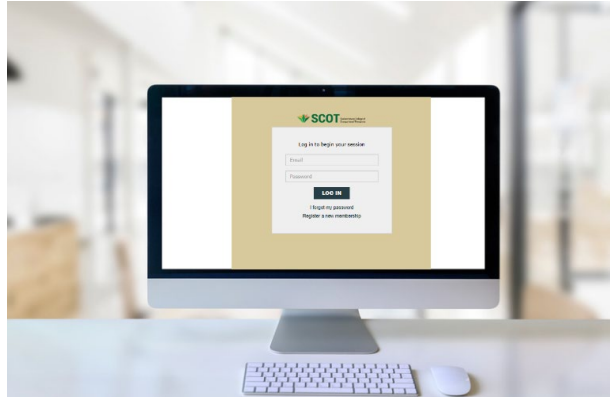 SCOT
Log in to begin your session
Email
Password
LOG IN
I forgot my password
Register a new membership